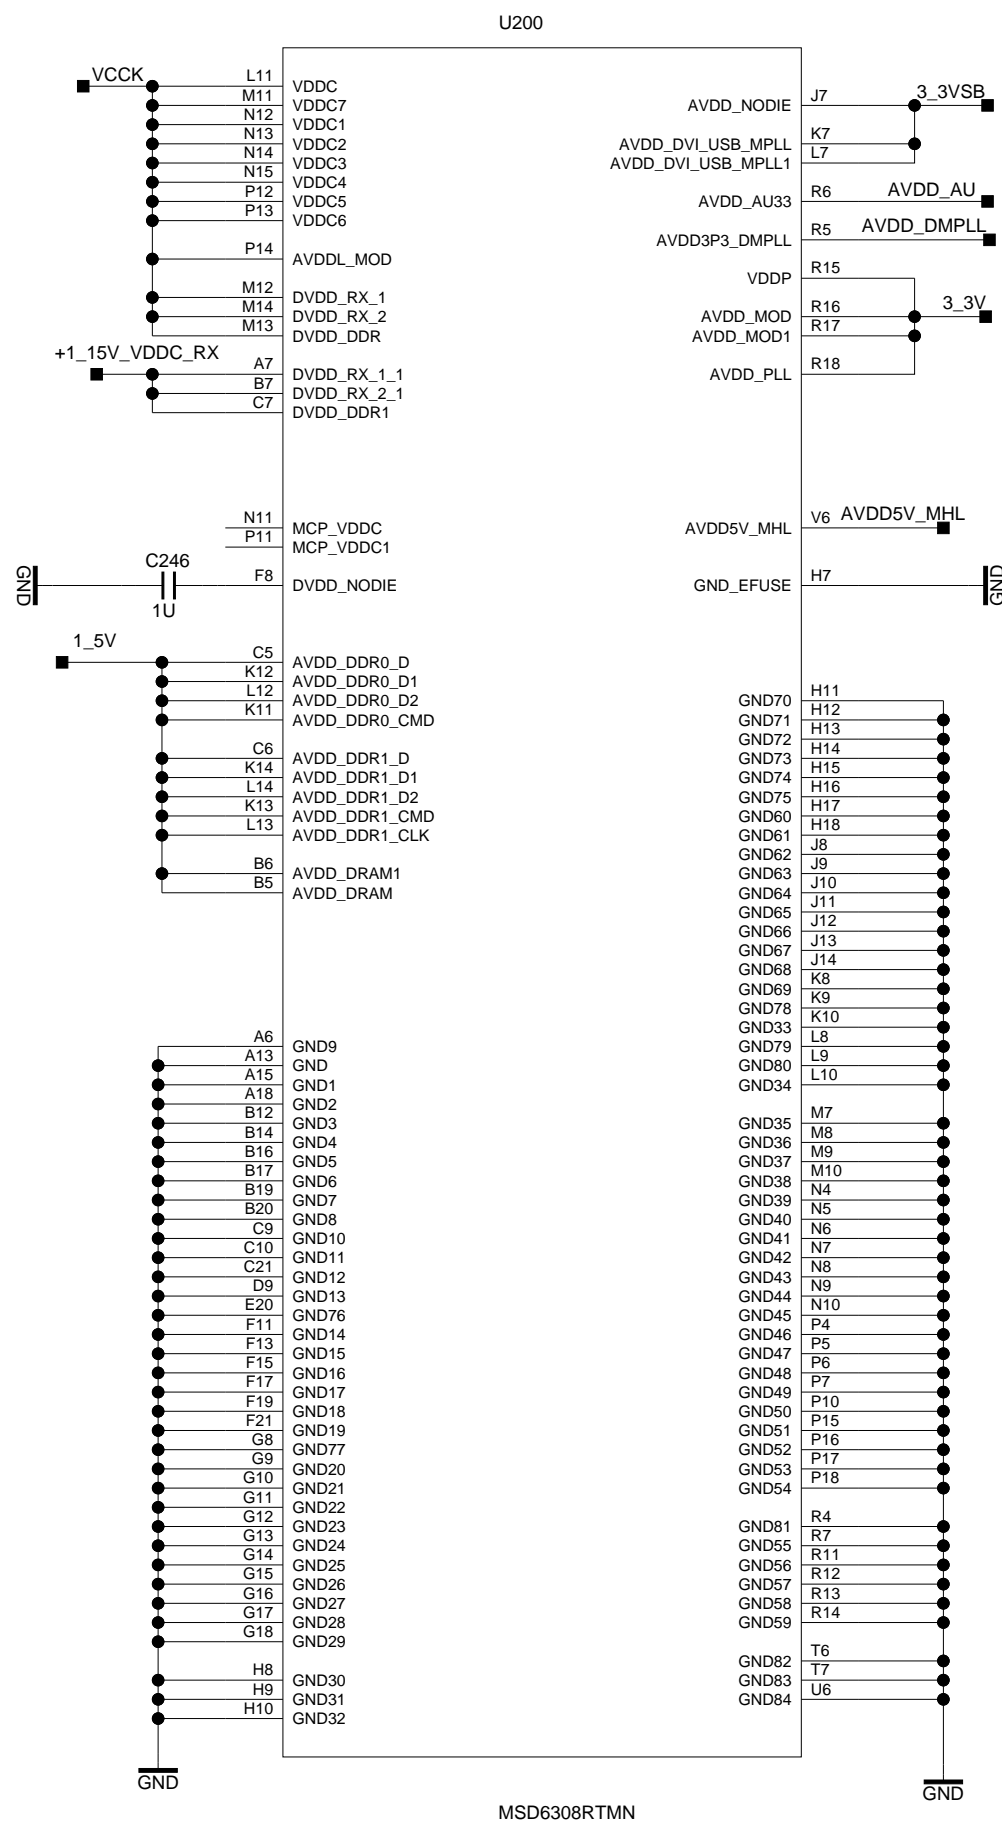 U200
VCCK
L11 VDDC
M11 VDDC7
N12 VDDC1
N13 VDDC2
N14 VDDC3
N15 VDDC4
P12 VDDC5
P13 VDDC6
P14 AVDDL_MOD
M12 DVDD_RX_1
M14 DVDD_RX_2
M13 DVDD_DDR
+1_15V_VDDC_RX
A7 DVDD_RX_1_1
B7 DVDD_RX_2_1
C7 DVDD_DDR1
N11 MCP_VDDC
P11 MCP_VDDC1
GND
C246
1U
F8 DVDD_NODIE
1_5V
C5 AVDD_DDR0_D
K12 AVDD_DDR0_D1
L12 AVDD_DDR0_D2
K11 AVDD_DDR0_CMD
C6 AVDD_DDR1_D
K14 AVDD_DDR1_D1
L14 AVDD_DDR1_D2
K13 AVDD_DDR1_CMD
L13 AVDD_DDR1_CLK
B6 AVDD_DRAM1
B5 AVDD_DRAM
A6 GND9
A13 GND
A15 GND1
A18 GND2
B12 GND3
B14 GND4
B16 GND5
B17 GND6
B19 GND7
B20 GND8
C9 GND10
C10 GND11
C21 GND12
D9 GND13
E20 GND76
F11 GND14
F13 GND15
F15 GND16
F17 GND17
F19 GND18
F21 GND19
G8 GND77
G9 GND20
G10 GND21
G11 GND22
G12 GND23
G13 GND24
G14 GND25
G15 GND26
G16 GND27
G17 GND28
G18 GND29
H8 GND30
H9 GND31
H10 GND32
GND
AVDD_NODIE J7 3_3VSB
AVDD_DVI_USB_MPLL K7
AVDD_DVI_USB_MPLL1 L7
AVDD_AU33 R6 AVDD_AU
AVDD3P3_DMPLL R5 AVDD_DMPLL
VDDP R15
AVDD_MOD R16 3_3V
AVDD_MOD1 R17
AVDD_PLL R18
AVDD5V_MHL V6 AVDD5V_MHL
GND_EFUSE H7 GND
GND70 H11
GND71 H12
GND72 H13
GND73 H14
GND74 H15
GND75 H16
GND60 H17
GND61 H18
GND62 J8
GND63 J9
GND64 J10
GND65 J11
GND66 J12
GND67 J13
GND68 J14
GND69 K8
GND78 K9
GND33 K10
GND79 L8
GND80 L9
GND34 L10
GND35 M7
GND36 M8
GND37 M9
GND38 M10
GND39 N4
GND40 N5
GND41 N6
GND42 N7
GND43 N8
GND44 N9
GND45 N10
GND46 P4
GND47 P5
GND48 P6
GND49 P7
GND50 P10
GND51 P15
GND52 P16
GND53 P17
GND54 P18
GND81 R4
GND55 R7
GND56 R11
GND57 R12
GND58 R13
GND59 R14
GND82 T6
GND83 T7
GND84 U6
GND
MSD6308RTMN